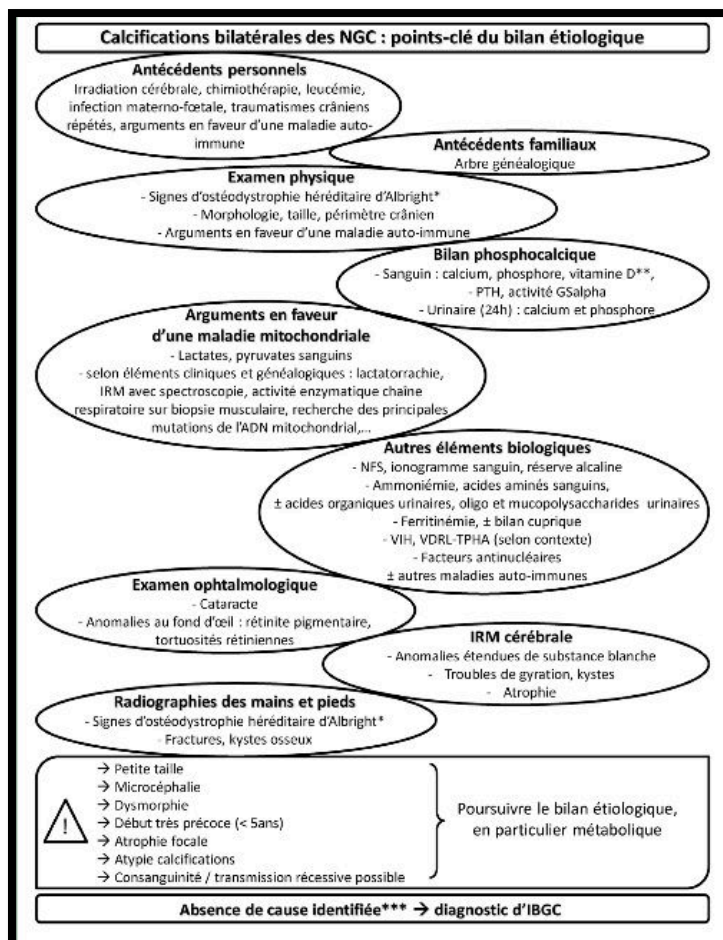 Calcifications bilatérales des NGC : points-clé du bilan étiologique
Antécédents personnels
Irradiation cérébrale, chimiothérapie, leucémie,
infection materno-fœtale, traumatismes crâniens
répétés, arguments en faveur d'une maladie auto-
immune
Antécédents familiaux
Arbre généalogique
Examen physique
- Signes d'ostéodystrophie héréditaire d'Albright*
- Morphologie, taille, périmètre crânien
- Arguments en faveur d'une maladie auto-immune
Bilan phosphocalcique
- Sanguin : calcium, phosphore, vitamine D**,
- PTH, activité GSalpha
- Urinaire (24h) : calcium et phosphore
Arguments en faveur
d'une maladie mitochondriale
- Lactates, pyruvates sanguins
- selon éléments cliniques et généalogiques : lactatorrachie,
IRM avec spectroscopie, activité enzymatique chaîne
respiratoire sur biopsie musculaire, recherche des principales
mutations de l'ADN mitochondrial,...
Autres éléments biologiques
- NFS, ionogramme sanguin, réserve alcaline
- Ammoniémie, acides aminés sanguins,
± acides organiques urinaires, oligo et mucopolysaccharides urinaires
- Ferritinémie, ± bilan cuprique
- VIH, VDRL-TPHA (selon contexte)
- Facteurs antinucléaires
± autres maladies auto-immunes
Examen ophtalmologique
- Cataracte
- Anomalies au fond d'œil : rétinite pigmentaire,
tortuosités rétiniennes
IRM cérébrale
- Anomalies étendues de substance blanche
- Troubles de gyration, kystes
- Atrophie
Radiographies des mains et pieds
- Signes d'ostéodystrophie héréditaire d'Albright*
- Fractures, kystes osseux
!
→ Petite taille
→ Microcéphalie
→ Dysmorphie
→ Début très précoce (< 5ans)
→ Atrophie focale
→ Atypie calcifications
→ Consanguinité / transmission récessive possible
Poursuivre le bilan étiologique,
en particulier métabolique
Absence de cause identifiée*** → diagnostic d'IBGC